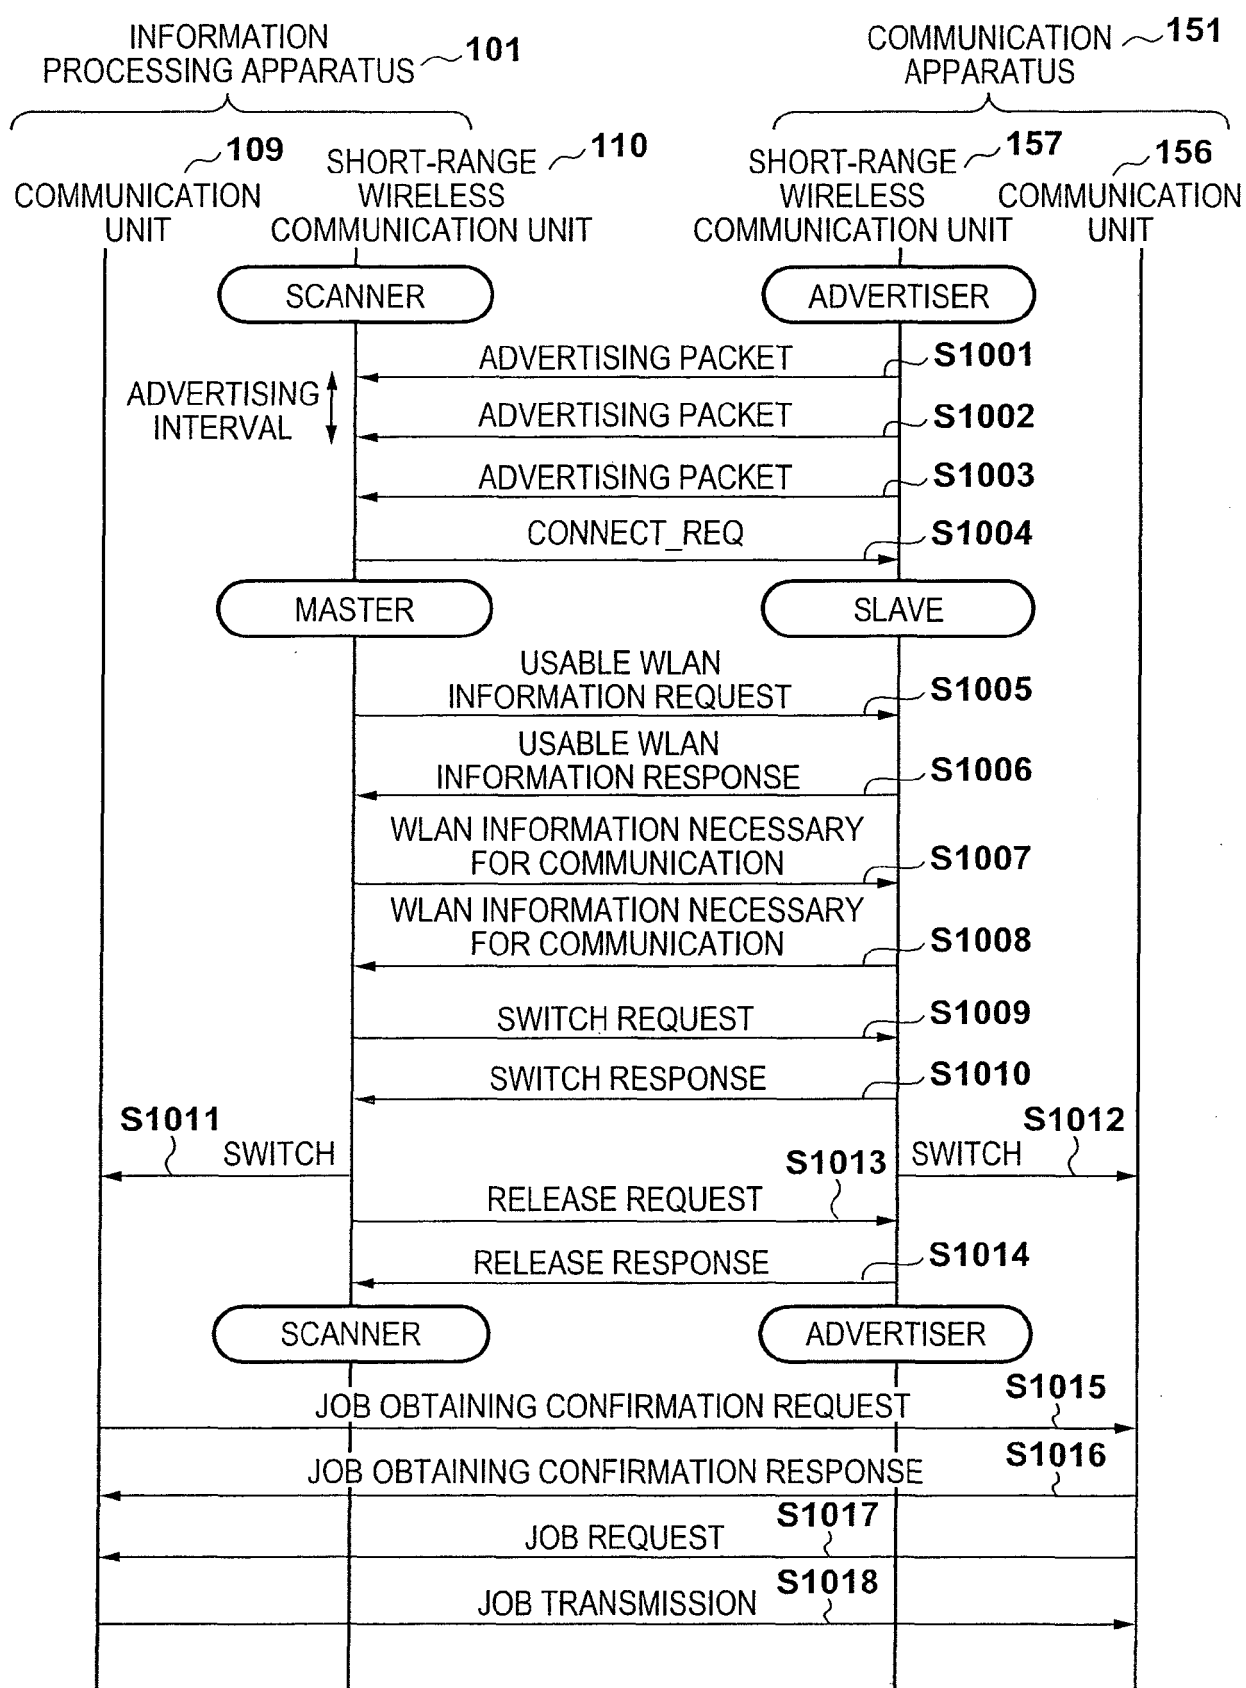 INFORMATION
PROCESSING APPARATUS 101
COMMUNICATION 151
APPARATUS
109
COMMUNICATION
UNIT
SHORT-RANGE 110
WIRELESS
COMMUNICATION UNIT
SHORT-RANGE 157
WIRELESS
COMMUNICATION UNIT
156
COMMUNICATION
UNIT
SCANNER
ADVERTISER
ADVERTISING PACKET S1001
ADVERTISING
INTERVAL
ADVERTISING PACKET S1002
ADVERTISING PACKET S1003
CONNECT_REQ S1004
MASTER
SLAVE
USABLE WLAN
INFORMATION REQUEST S1005
USABLE WLAN
INFORMATION RESPONSE S1006
WLAN INFORMATION NECESSARY
FOR COMMUNICATION S1007
WLAN INFORMATION NECESSARY
FOR COMMUNICATION S1008
SWITCH REQUEST S1009
SWITCH RESPONSE S1010
S1011
SWITCH
S1012
SWITCH
S1013
RELEASE REQUEST
RELEASE RESPONSE S1014
SCANNER
ADVERTISER
JOB OBTAINING CONFIRMATION REQUEST S1015
JOB OBTAINING CONFIRMATION RESPONSE S1016
JOB REQUEST S1017
JOB TRANSMISSION S1018